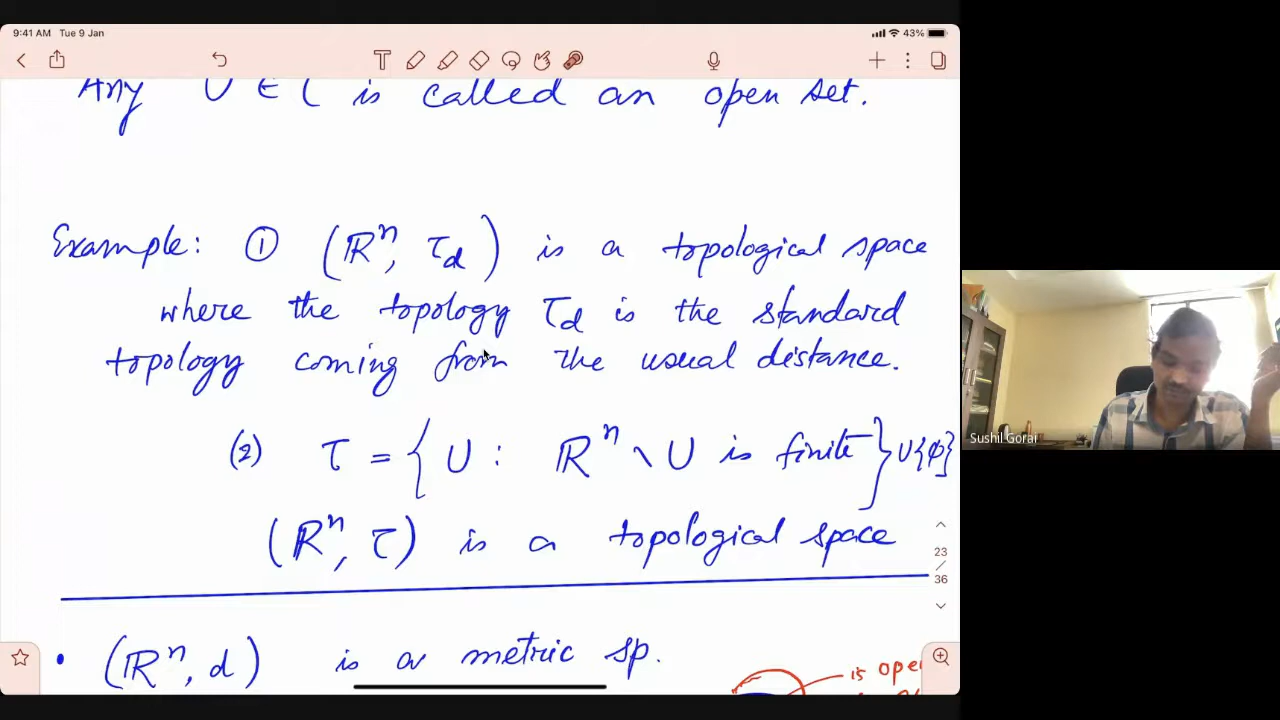 9:41 AM Tue 9 Jan
43%
Any U ∈ τ is called an open set.
Example: ① (ℝⁿ, τ_d) is a topological space
where the topology τ_d is the standard
topology coming from the usual distance.
(2) τ = { U : ℝⁿ \ U is finite } ∪ {φ}
(ℝⁿ, τ) is a topological space
23
/
36
• (ℝⁿ, d) is a metric sp.
is ope
Sushil Gorai